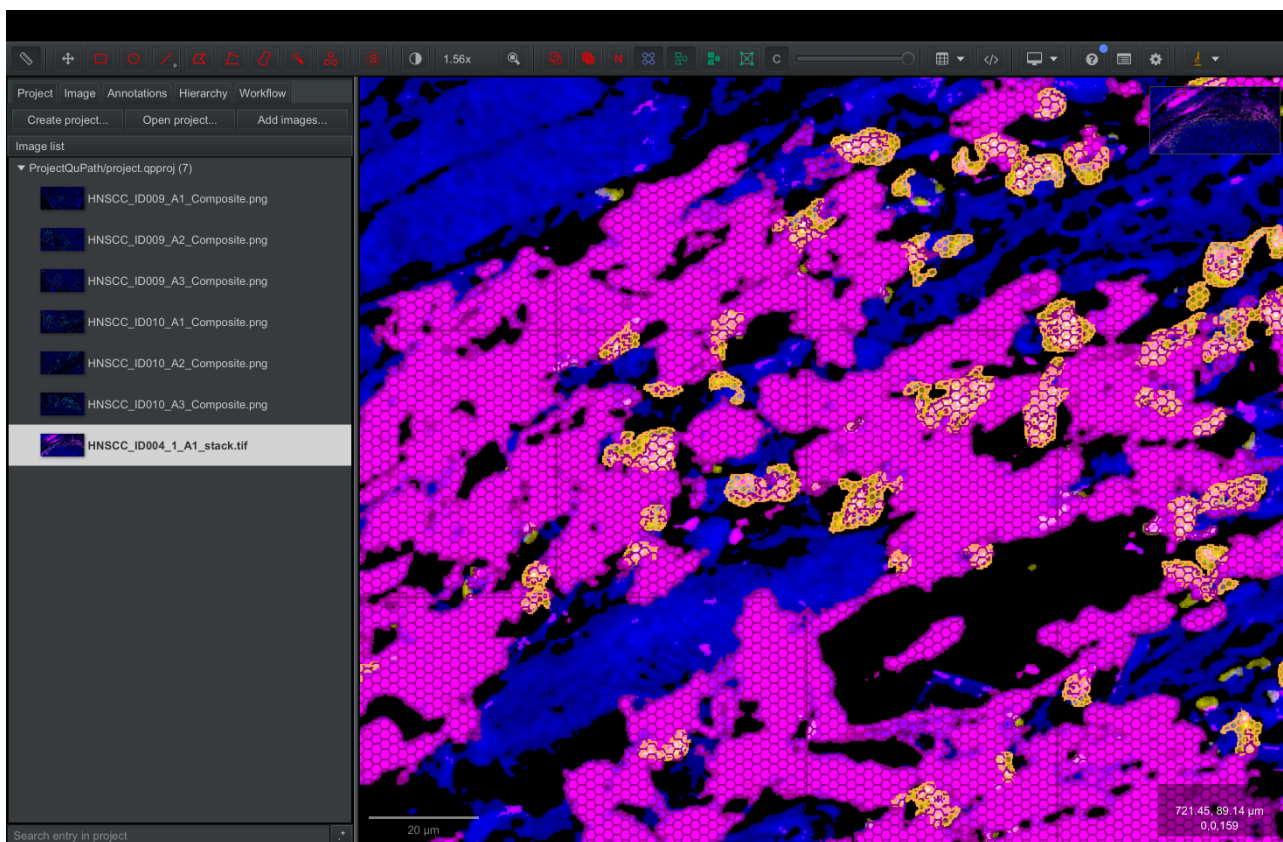 1.56x
N
C
Project Image Annotations Hierarchy Workflow
Create project... Open project... Add images...
Image list
ProjectQuPath/project.qpproj (7)
HNSCC_ID009_A1_Composite.png
HNSCC_ID009_A2_Composite.png
HNSCC_ID009_A3_Composite.png
HNSCC_ID010_A1_Composite.png
HNSCC_ID010_A2_Composite.png
HNSCC_ID010_A3_Composite.png
HNSCC_ID004_1_A1_stack.tif
20 µm
721.45, 89.14 µm
0,0,159
Search entry in project .*